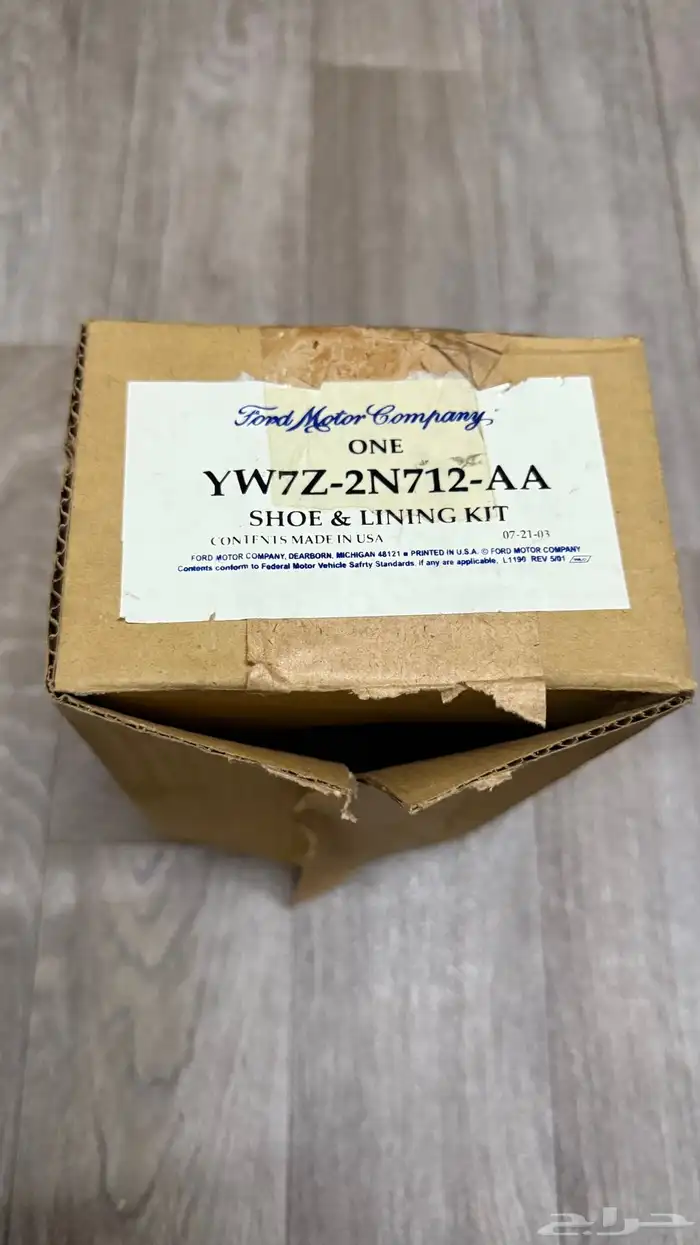 Ford Motor Company,
ONE
YW7Z-2N712-AA
SHOE & LINING KIT
CONTENTS MADE IN USA 07-21-03
FORD MOTOR COMPANY, DEARBORN, MICHIGAN 48121 ■ PRINTED IN U.S.A. © FORD MOTOR COMPANY
Contents conform to Federal Motor Vehicle Safrty Standards, if any are applicable. L1190 REV 5/01
حراج